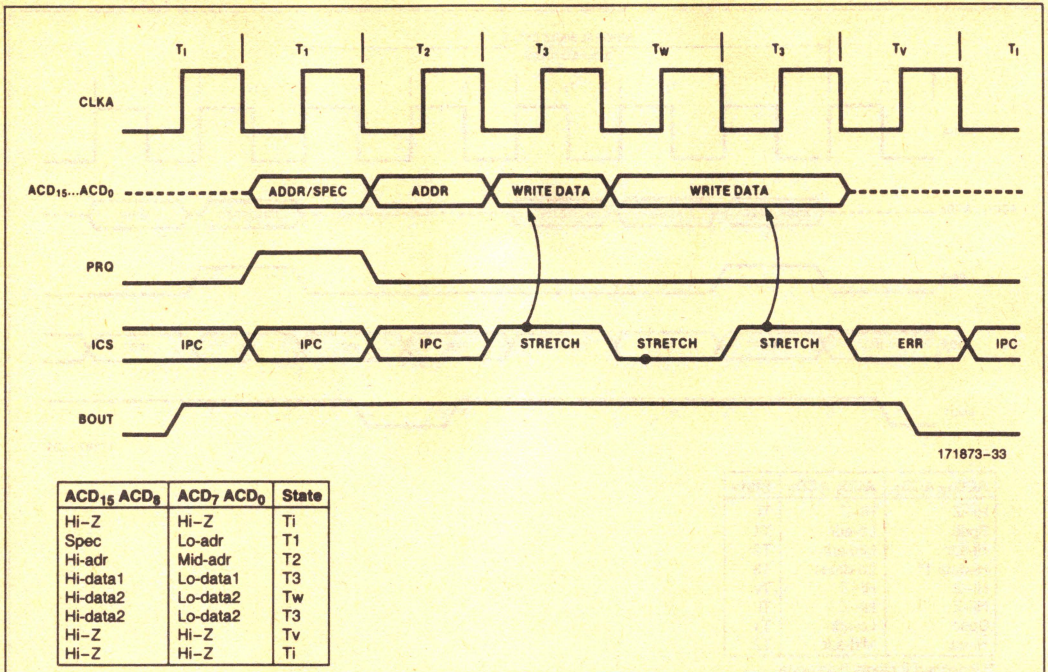 TI T1 T2 T3 TW T3 TV TI
CLKA
ACD15...ACD0 ADDR/SPEC ADDR WRITE DATA WRITE DATA
PRQ
ICS IPC IPC IPC STRETCH STRETCH STRETCH ERR IPC
BOUT
171873–33
ACD15 ACD8 ACD7 ACD0 State
Hi–Z Hi–Z Ti
Spec Lo-adr T1
Hi-adr Mid-adr T2
Hi-data1 Lo-data1 T3
Hi-data2 Lo-data2 Tw
Hi-data2 Lo-data2 T3
Hi–Z Hi–Z Tv
Hi–Z Hi–Z Ti